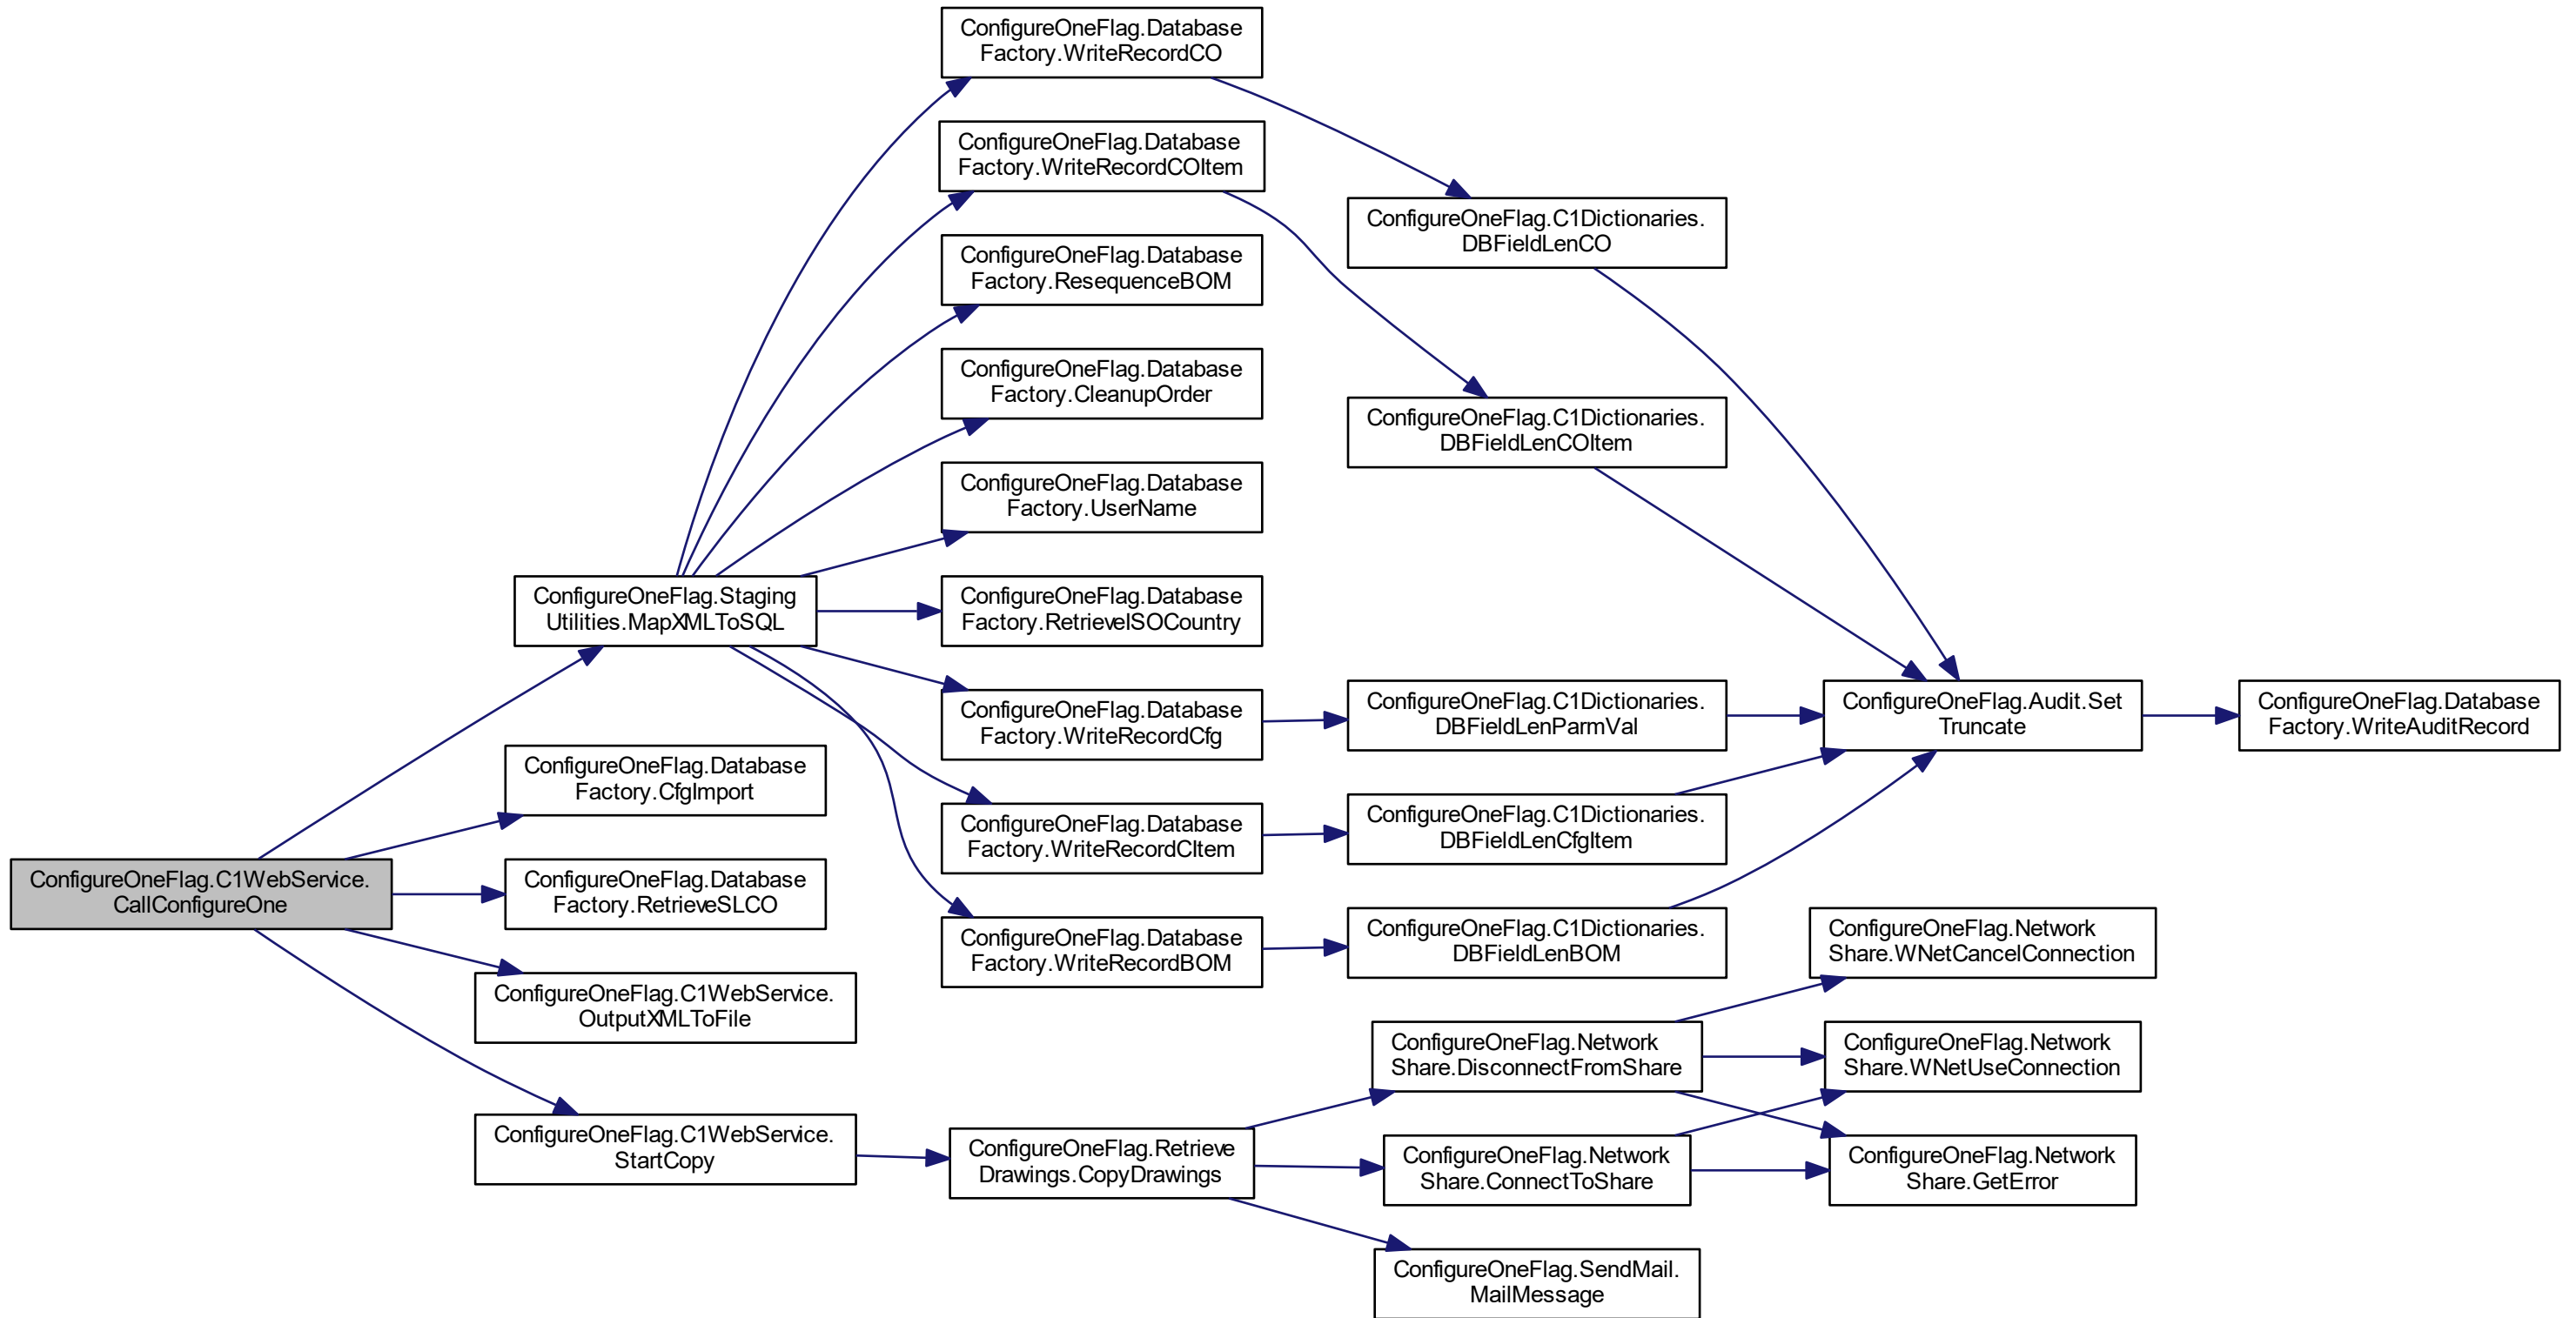 ConfigureOneFlag.Database
Factory.WriteRecordCO
ConfigureOneFlag.Database
Factory.WriteRecordCOItem
ConfigureOneFlag.C1Dictionaries.
DBFieldLenCO
ConfigureOneFlag.Database
Factory.ResequenceBOM
ConfigureOneFlag.Database
Factory.CleanupOrder
ConfigureOneFlag.C1Dictionaries.
DBFieldLenCOItem
ConfigureOneFlag.Database
Factory.UserName
ConfigureOneFlag.Staging
Utilities.MapXMLToSQL
ConfigureOneFlag.Database
Factory.RetrieveISOCountry
ConfigureOneFlag.Database
Factory.WriteRecordCfg
ConfigureOneFlag.C1Dictionaries.
DBFieldLenParmVal
ConfigureOneFlag.Audit.Set
Truncate
ConfigureOneFlag.Database
Factory.WriteAuditRecord
ConfigureOneFlag.Database
Factory.CfgImport
ConfigureOneFlag.Database
Factory.WriteRecordCItem
ConfigureOneFlag.C1Dictionaries.
DBFieldLenCfgItem
ConfigureOneFlag.C1WebService.
CallConfigureOne
ConfigureOneFlag.Database
Factory.RetrieveSLCO
ConfigureOneFlag.Database
Factory.WriteRecordBOM
ConfigureOneFlag.C1Dictionaries.
DBFieldLenBOM
ConfigureOneFlag.Network
Share.WNetCancelConnection
ConfigureOneFlag.C1WebService.
OutputXMLToFile
ConfigureOneFlag.Network
Share.DisconnectFromShare
ConfigureOneFlag.Network
Share.WNetUseConnection
ConfigureOneFlag.C1WebService.
StartCopy
ConfigureOneFlag.Retrieve
Drawings.CopyDrawings
ConfigureOneFlag.Network
Share.ConnectToShare
ConfigureOneFlag.Network
Share.GetError
ConfigureOneFlag.SendMail.
MailMessage